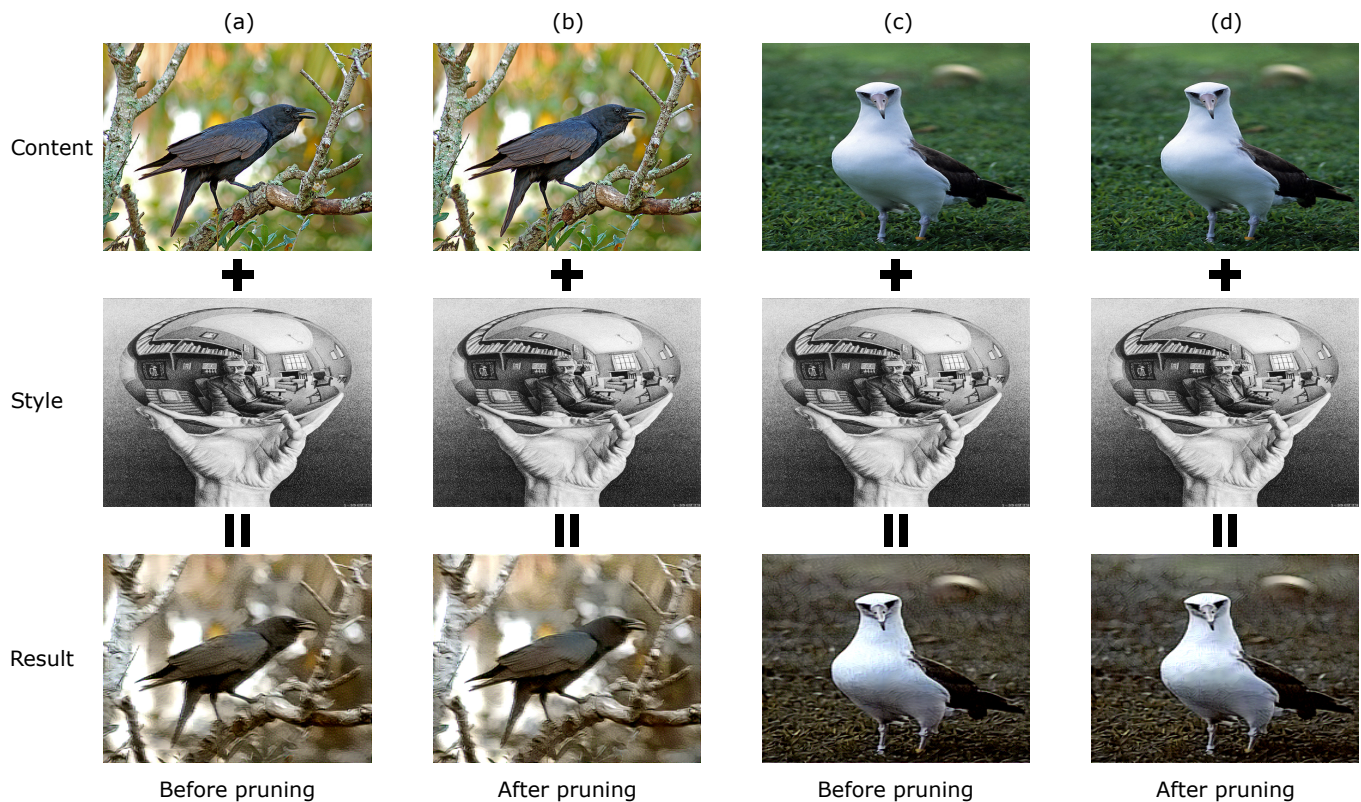 (a) (b) (c) (d)
Content
Style
Result
Before pruning After pruning Before pruning After pruning